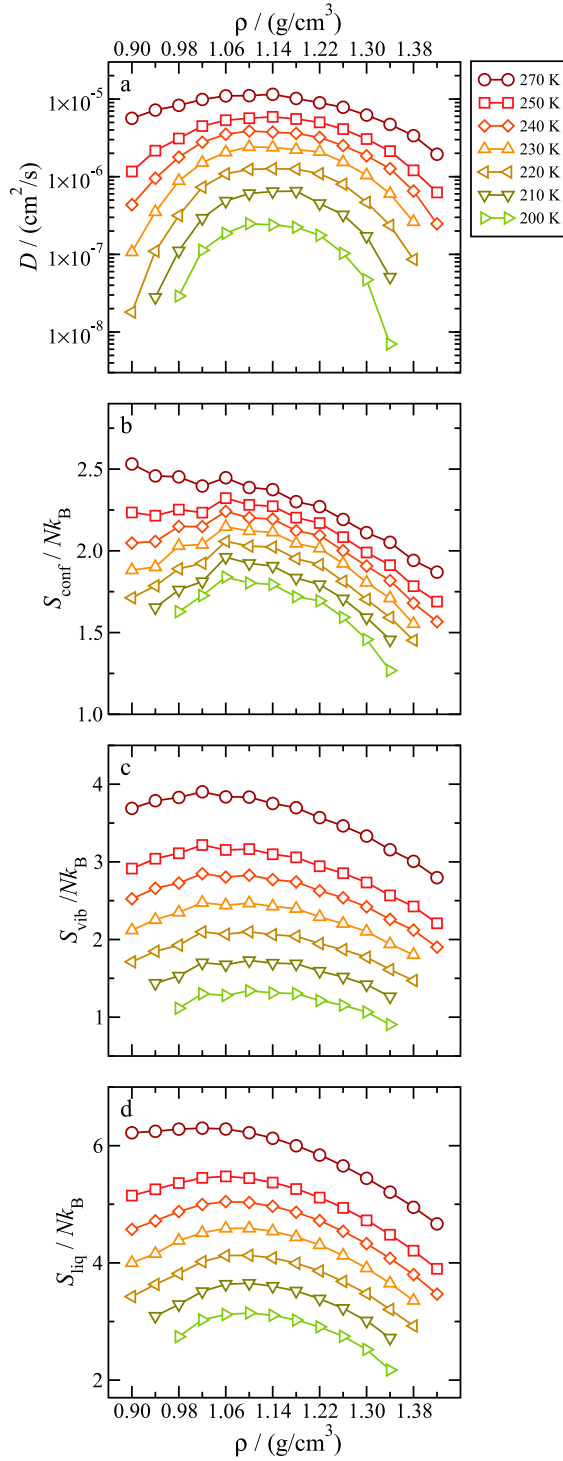 ρ / (g/cm³)
0.90 0.98 1.06 1.14 1.22 1.30 1.38
a
1×10⁻⁵
1×10⁻⁶
1×10⁻⁷
1×10⁻⁸
D / (cm²/s)
270 K
250 K
240 K
230 K
220 K
210 K
200 K
b
2.5
2.0
1.5
1.0
S_conf / Nk_B
c
4
3
2
1
S_vib /Nk_B
d
6
4
2
S_liq / Nk_B
0.90 0.98 1.06 1.14 1.22 1.30 1.38
ρ / (g/cm³)